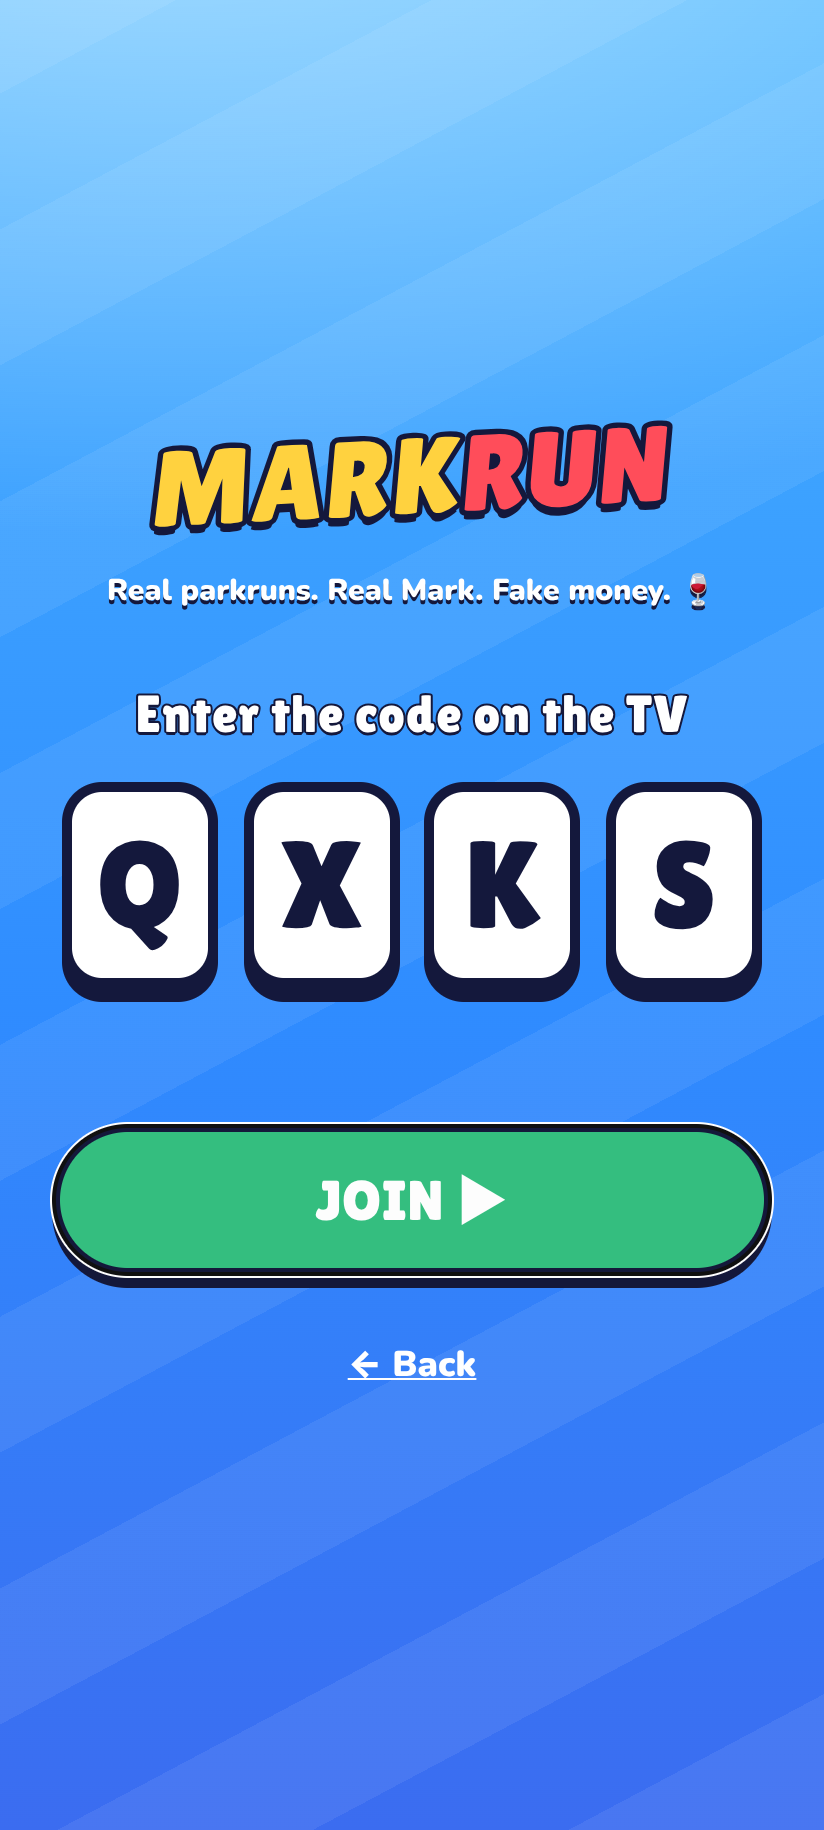 MARKRUN
Real parkruns. Real Mark. Fake money. 🍷
Enter the code on the TV
Q X K S
JOIN ▶
← Back